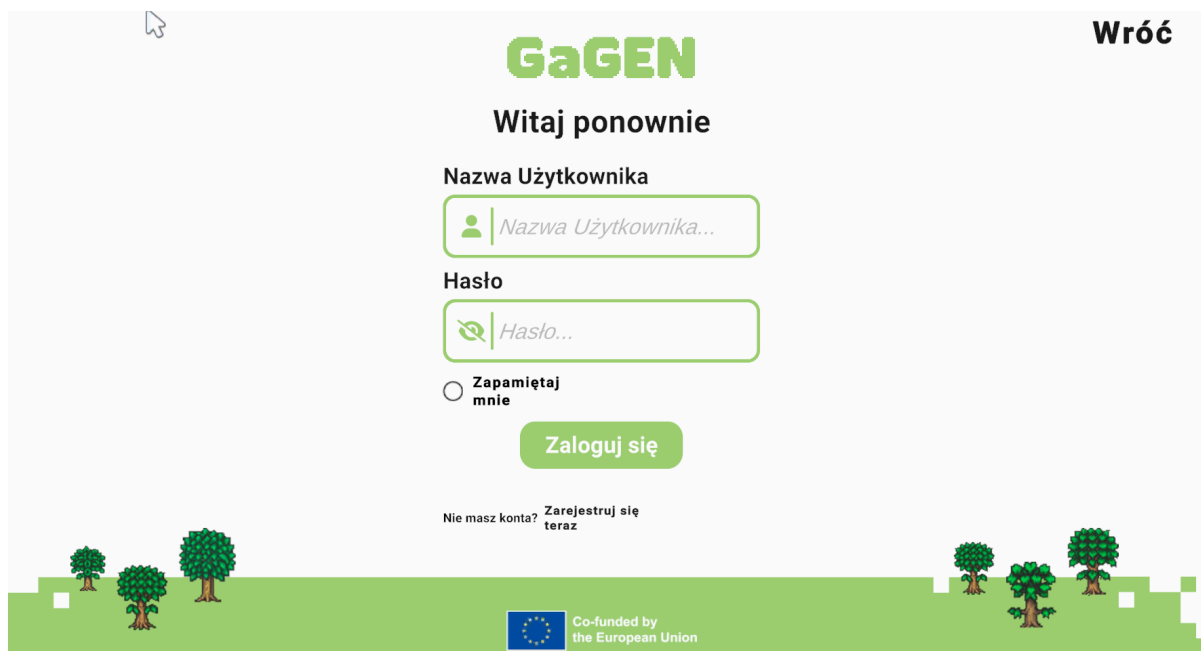 Wróć
GaGEN
Witaj ponownie
Nazwa Użytkownika
Nazwa Użytkownika...
Hasło
Hasło...
Zapamiętaj
mnie
Zaloguj się
Nie masz konta? Zarejestruj się
teraz
Co-funded by
the European Union